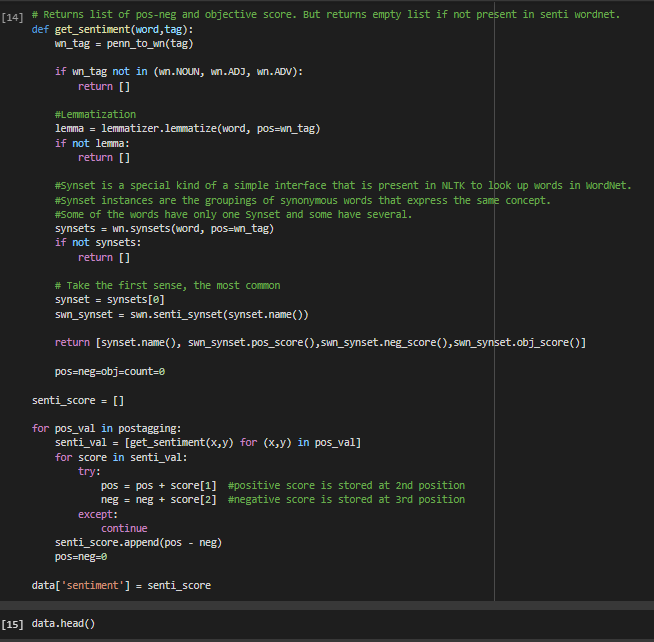 [14] # Returns list of pos-neg and objective score. But returns empty list if not present in senti wordnet.
def get_sentiment(word,tag):
    wn_tag = penn_to_wn(tag)

    if wn_tag not in (wn.NOUN, wn.ADJ, wn.ADV):
        return []

    #Lemmatization
    lemma = lemmatizer.lemmatize(word, pos=wn_tag)
    if not lemma:
        return []

    #Synset is a special kind of a simple interface that is present in NLTK to look up words in WordNet.
    #Synset instances are the groupings of synonymous words that express the same concept.
    #Some of the words have only one Synset and some have several.
    synsets = wn.synsets(word, pos=wn_tag)
    if not synsets:
        return []

    # Take the first sense, the most common
    synset = synsets[0]
    swn_synset = swn.senti_synset(synset.name())

    return [synset.name(), swn_synset.pos_score(),swn_synset.neg_score(),swn_synset.obj_score()]

    pos=neg=obj=count=0

senti_score = []

for pos_val in postagging:
    senti_val = [get_sentiment(x,y) for (x,y) in pos_val]
    for score in senti_val:
        try:
            pos = pos + score[1]  #positive score is stored at 2nd position
            neg = neg + score[2]  #negative score is stored at 3rd position
        except:
            continue
    senti_score.append(pos - neg)
    pos=neg=0

data['sentiment'] = senti_score

[15] data.head()